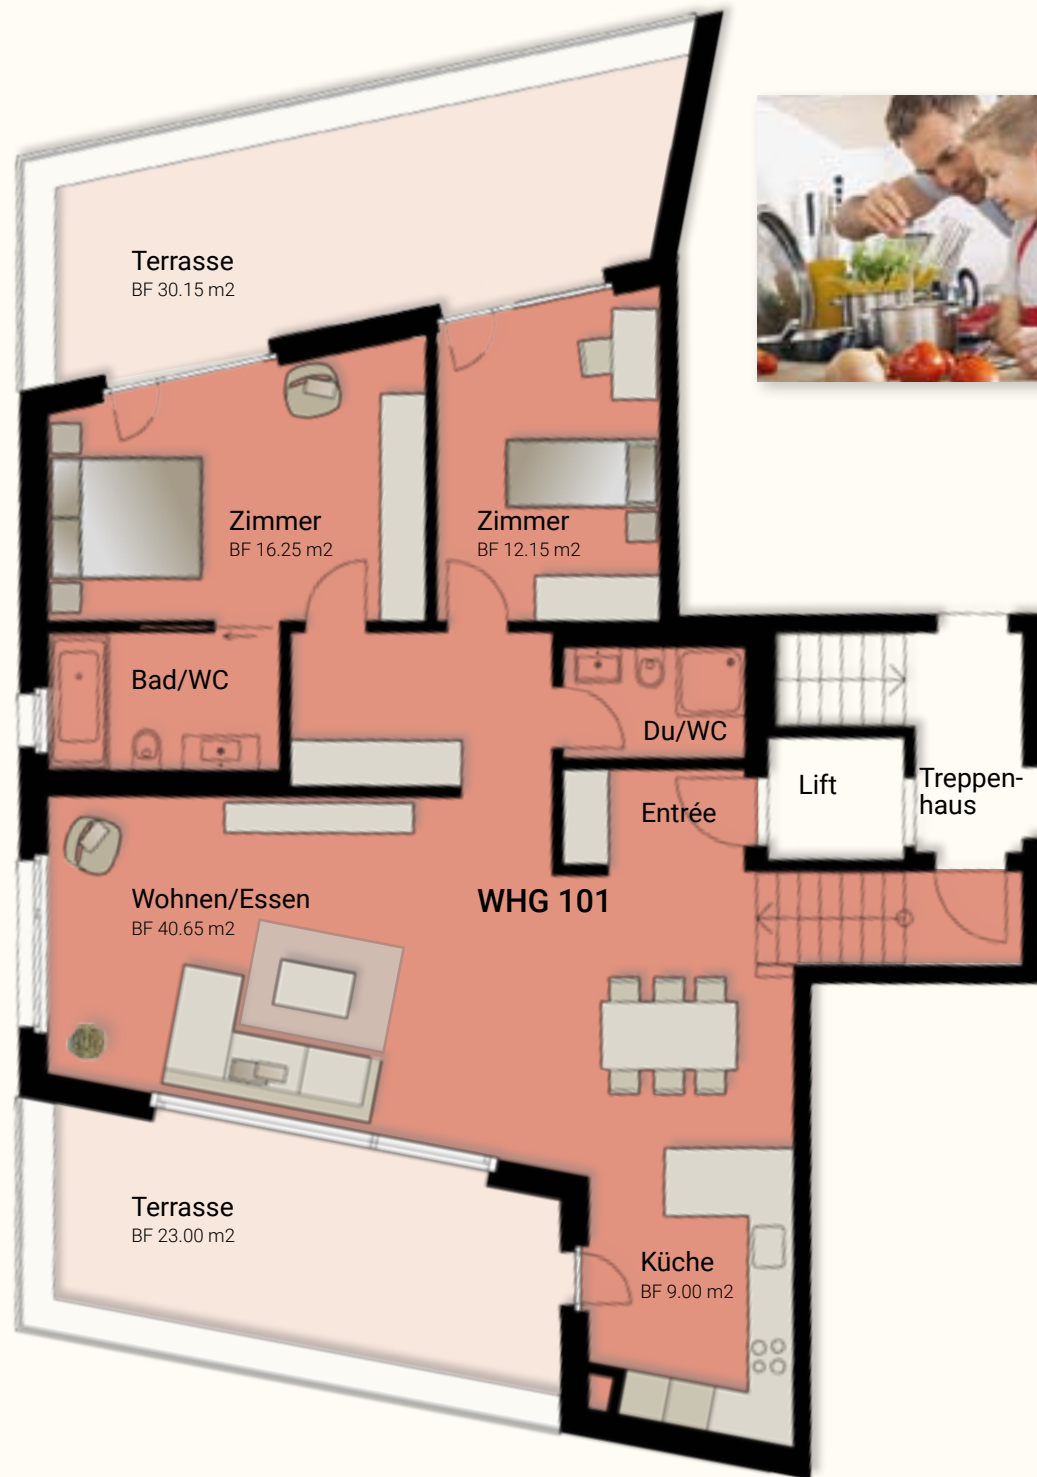 Terrasse
BF 30.15 m2
Zimmer
BF 16.25 m2
Zimmer
BF 12.15 m2
Bad/WC
Du/WC
Lift
Treppen-
haus
Entrée
Wohnen/Essen
BF 40.65 m2
WHG 101
Terrasse
BF 23.00 m2
Küche
BF 9.00 m2